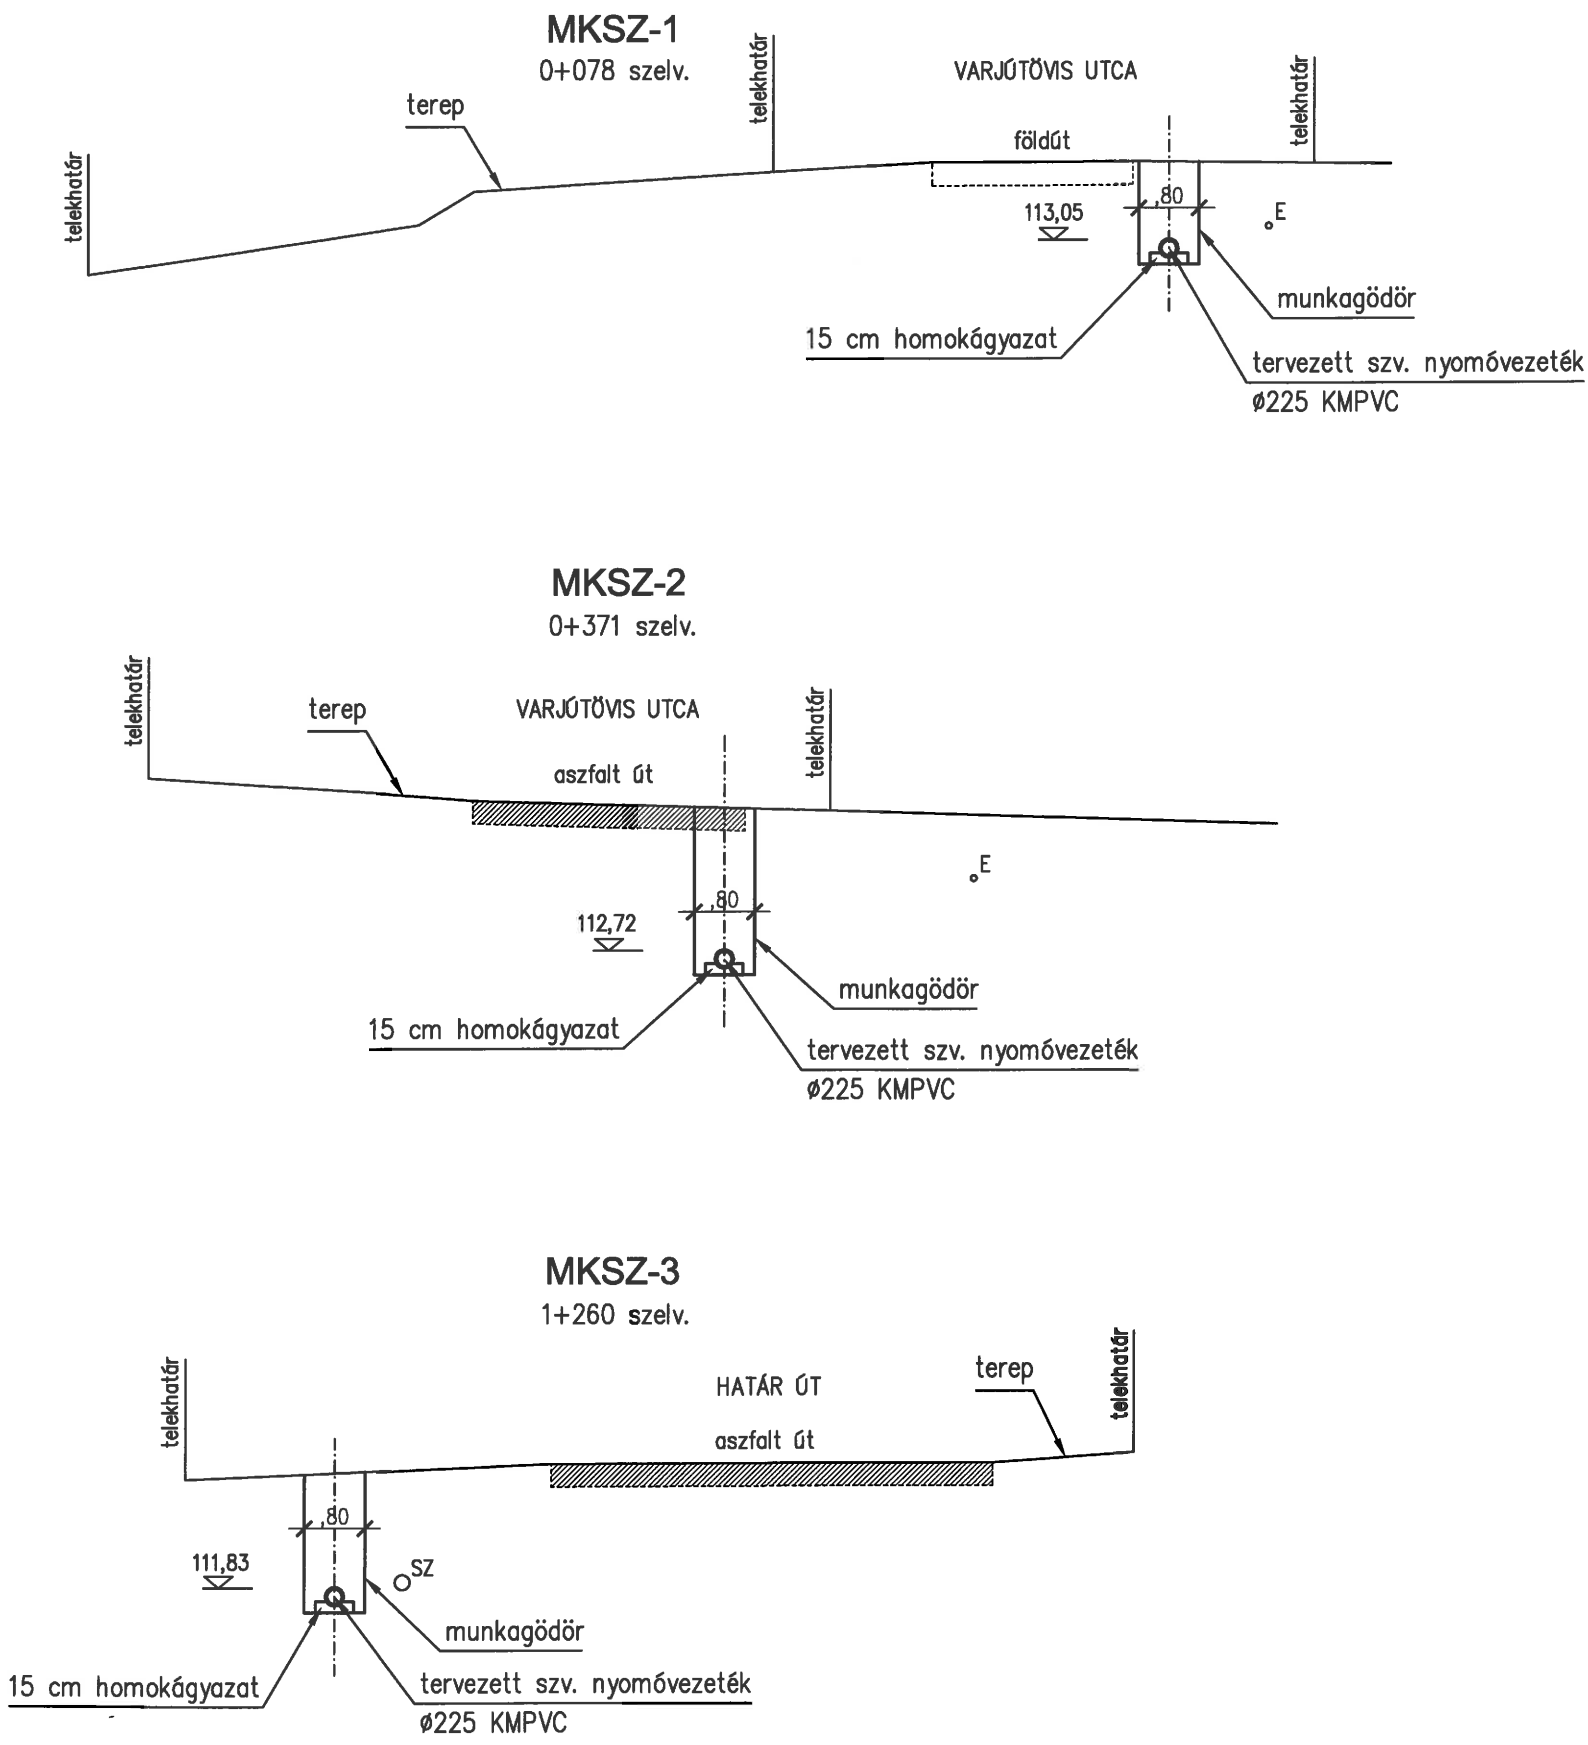 MKSZ-1
0+078 szelv.
telekhatár
terep
telekhatár
VARJÚTÖVIS UTCA
földút
telekhatár
113,05
,80
E
munkagödör
15 cm homokágyazat
tervezett szv. nyomóvezeték
ø225 KMPVC
MKSZ-2
0+371 szelv.
telekhatár
terep
VARJÚTÖVIS UTCA
aszfalt út
telekhatár
E
,80
112,72
munkagödör
15 cm homokágyazat
tervezett szv. nyomóvezeték
ø225 KMPVC
MKSZ-3
1+260 szelv.
telekhatár
HATÁR ÚT
aszfalt út
terep
telekhatár
,80
111,83
SZ
munkagödör
15 cm homokágyazat
tervezett szv. nyomóvezeték
ø225 KMPVC